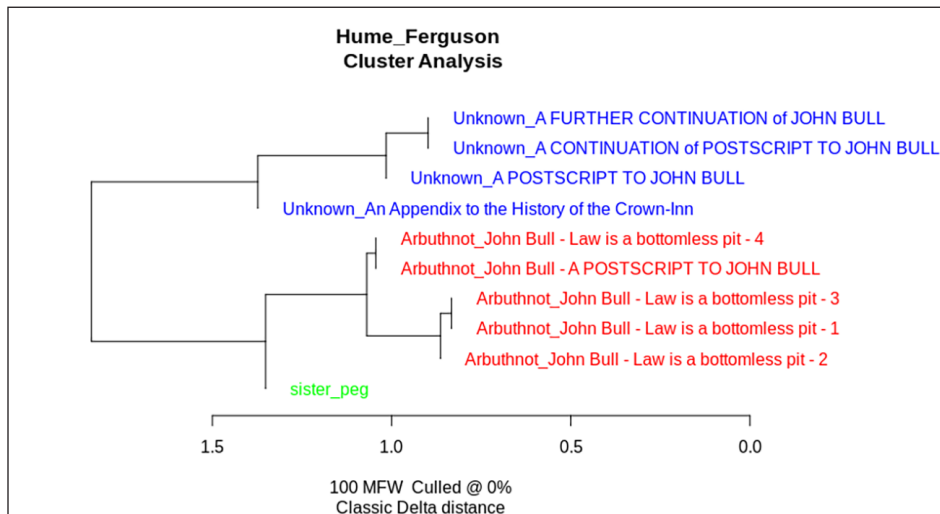 Hume_Ferguson
Cluster Analysis
Unknown_A FURTHER CONTINUATION of JOHN BULL
Unknown_A CONTINUATION of POSTSCRIPT TO JOHN BULL
Unknown_A POSTSCRIPT TO JOHN BULL
Unknown_An Appendix to the History of the Crown-Inn
Arbuthnot_John Bull - Law is a bottomless pit - 4
Arbuthnot_John Bull - A POSTSCRIPT TO JOHN BULL
Arbuthnot_John Bull - Law is a bottomless pit - 3
Arbuthnot_John Bull - Law is a bottomless pit - 1
Arbuthnot_John Bull - Law is a bottomless pit - 2
sister_peg
1.5 1.0 0.5 0.0
100 MFW Culled @ 0%
Classic Delta distance